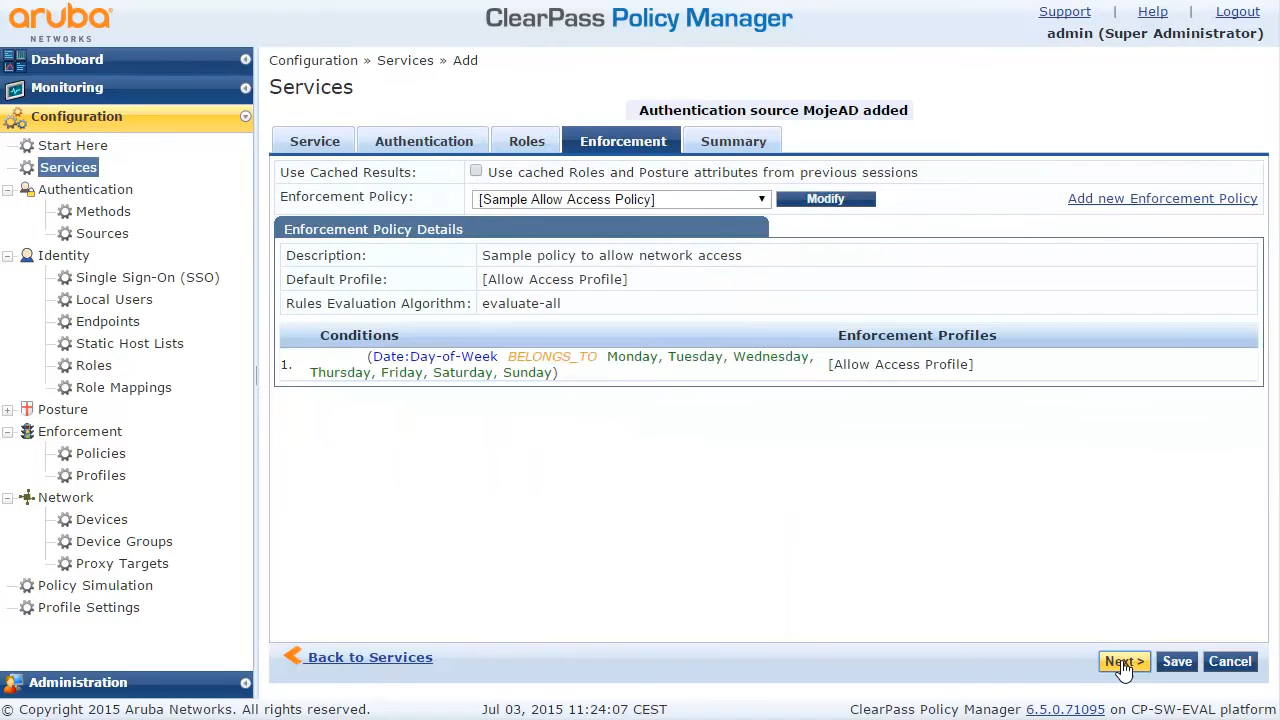 aruba
NETWORKS
ClearPass Policy Manager
Support | Help | Logout
admin (Super Administrator)
Dashboard
Monitoring
Configuration
Start Here
Services
Authentication
Methods
Sources
Identity
Single Sign-On (SSO)
Local Users
Endpoints
Static Host Lists
Roles
Role Mappings
Posture
Enforcement
Policies
Profiles
Network
Devices
Device Groups
Proxy Targets
Policy Simulation
Profile Settings
Administration
Configuration » Services » Add
Services
Authentication source MojeAD added
Service Authentication Roles Enforcement Summary
Use Cached Results: Use cached Roles and Posture attributes from previous sessions
Enforcement Policy: [Sample Allow Access Policy] Modify Add new Enforcement Policy
Enforcement Policy Details
Description: Sample policy to allow network access
Default Profile: [Allow Access Profile]
Rules Evaluation Algorithm: evaluate-all
Conditions Enforcement Profiles
1. (Date:Day-of-Week BELONGS_TO Monday, Tuesday, Wednesday,
Thursday, Friday, Saturday, Sunday) [Allow Access Profile]
Back to Services Next > Save Cancel
© Copyright 2015 Aruba Networks. All rights reserved. Jul 03, 2015 11:24:07 CEST ClearPass Policy Manager 6.5.0.71095 on CP-SW-EVAL platform